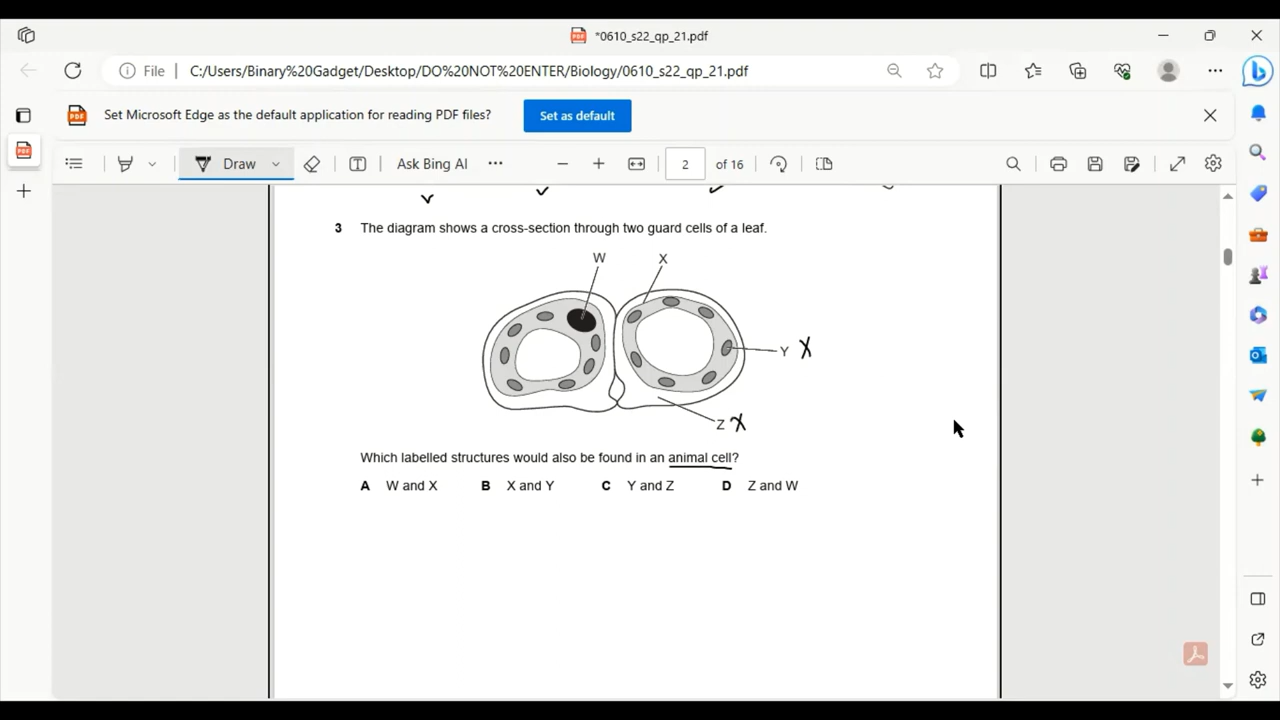 *0610_s22_qp_21.pdf
File C:/Users/Binary%20Gadget/Desktop/DO%20NOT%20ENTER/Biology/0610_s22_qp_21.pdf
Set Microsoft Edge as the default application for reading PDF files? Set as default
Draw Ask Bing AI 2 of 16
3 The diagram shows a cross-section through two guard cells of a leaf.
W X
Y X
Z X
Which labelled structures would also be found in an animal cell?
A W and X B X and Y C Y and Z D Z and W